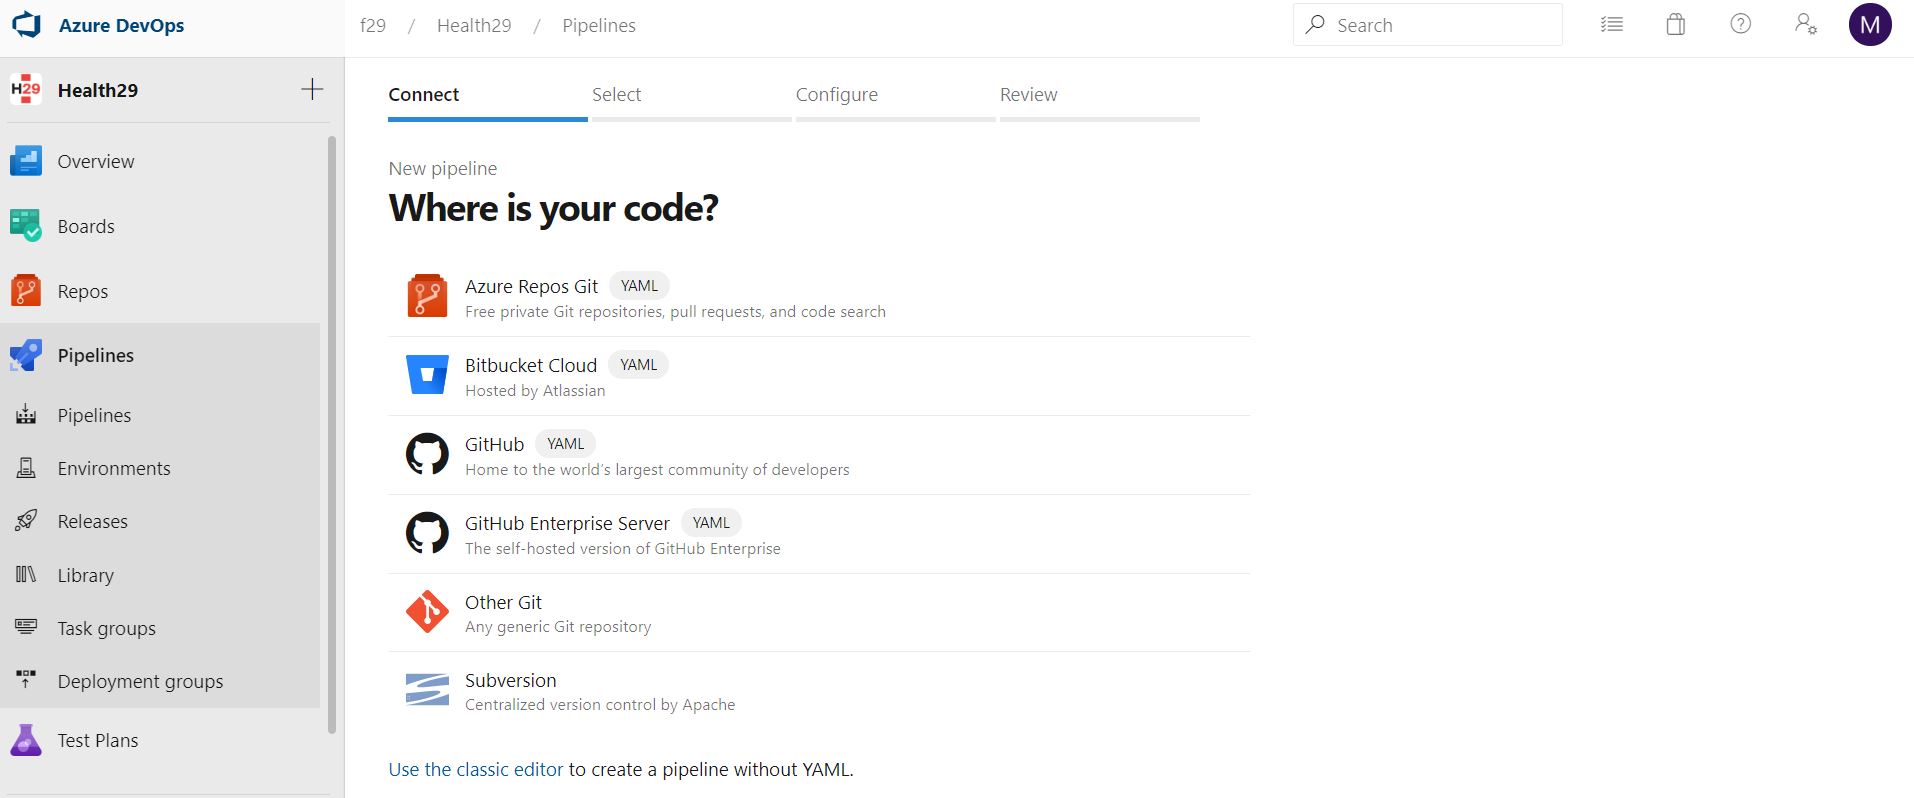 Azure DevOps
f29 / Health29 / Pipelines
Search
M
H29
Health29
Overview
Boards
Repos
Pipelines
Pipelines
Environments
Releases
Library
Task groups
Deployment groups
Test Plans
Connect
Select
Configure
Review
New pipeline
Where is your code?
Azure Repos Git YAML
Free private Git repositories, pull requests, and code search
Bitbucket Cloud YAML
Hosted by Atlassian
GitHub YAML
Home to the world's largest community of developers
GitHub Enterprise Server YAML
The self-hosted version of GitHub Enterprise
Other Git
Any generic Git repository
Subversion
Centralized version control by Apache
Use the classic editor to create a pipeline without YAML.